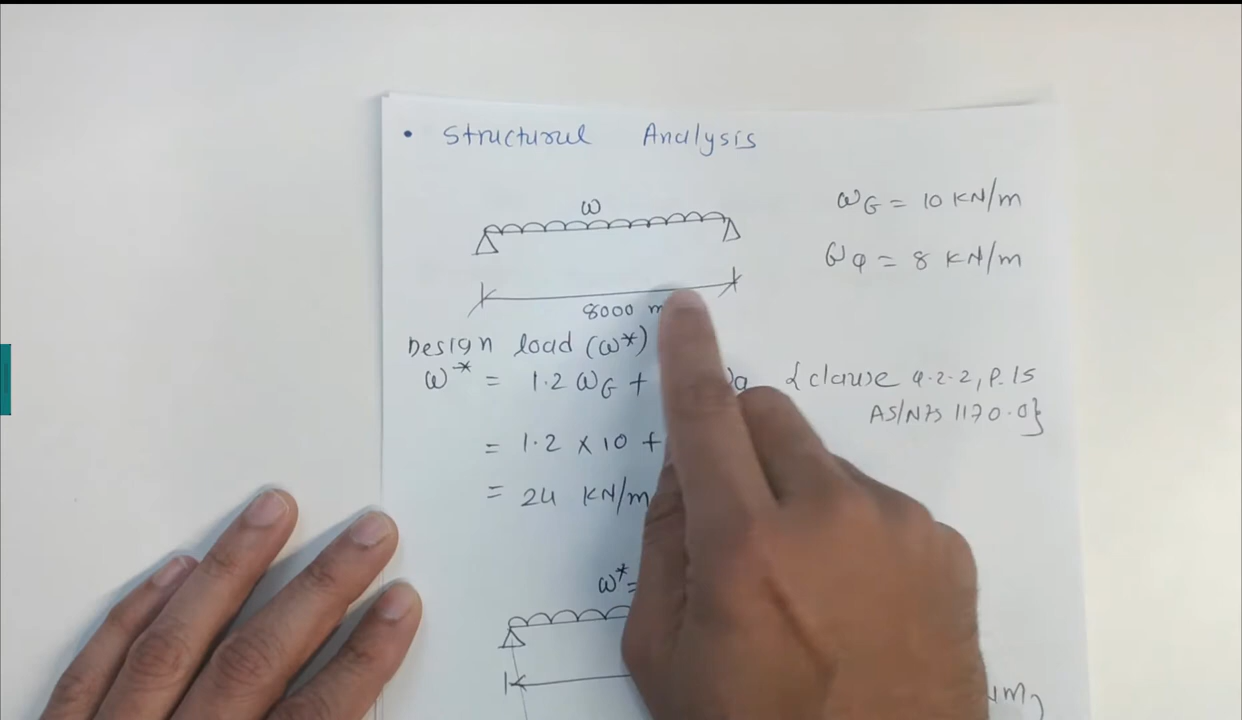 • Structural Analysis
ω
ωG = 10 KN/m
ωQ = 8 KN/m
8000 m
Design load (ω*)
ω* = 1.2 ωG + ωQ {clause 4.2.2, P.15
AS/NZS 1170.0}
= 1.2 × 10 +
= 24 KN/m
ω* =